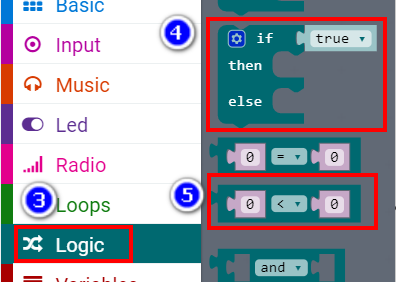 Basic
Input
Music
Led
Radio
3
Loops
Logic
Variables
4
if true
then
else
0 = 0
5
0 < 0
and